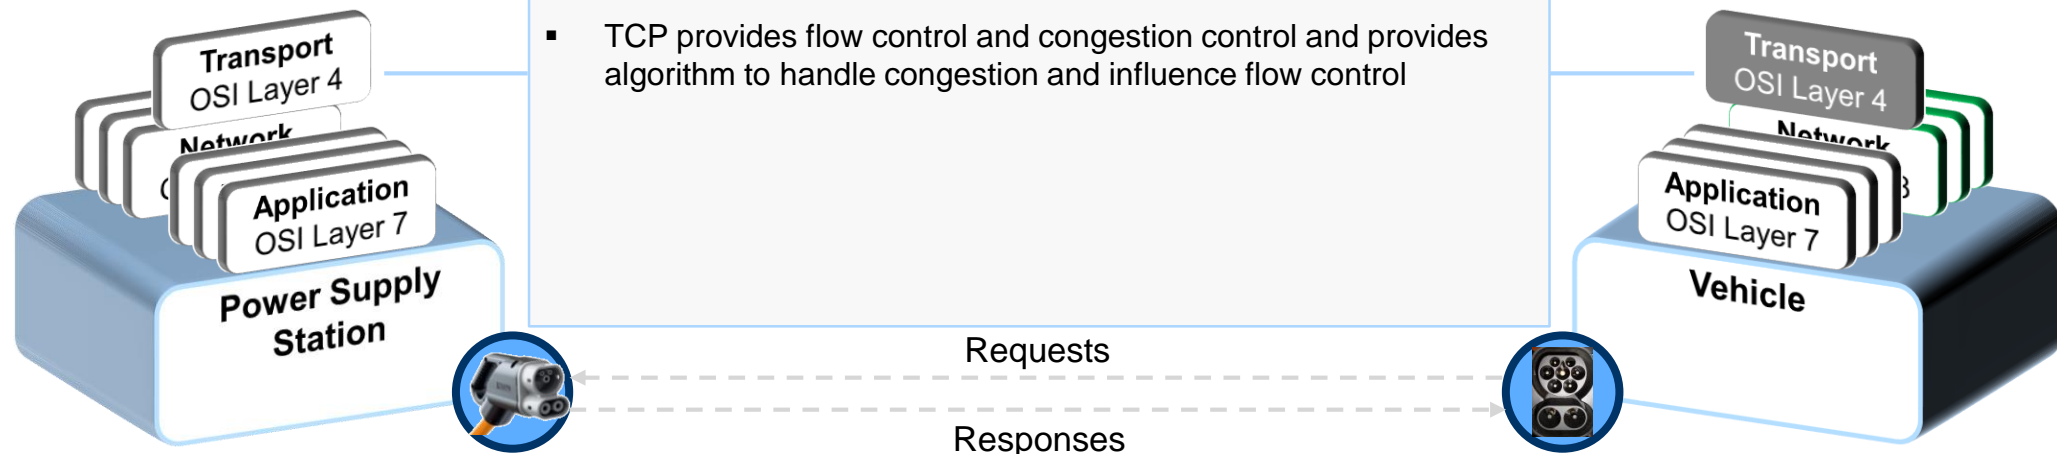 Transport
OSI Layer 4
Network
Application
OSI Layer 7
Power Supply
Station
▪ TCP provides flow control and congestion control and provides
algorithm to handle congestion and influence flow control
Requests
Responses
Transport
OSI Layer 4
Network
3
Application
OSI Layer 7
Vehicle